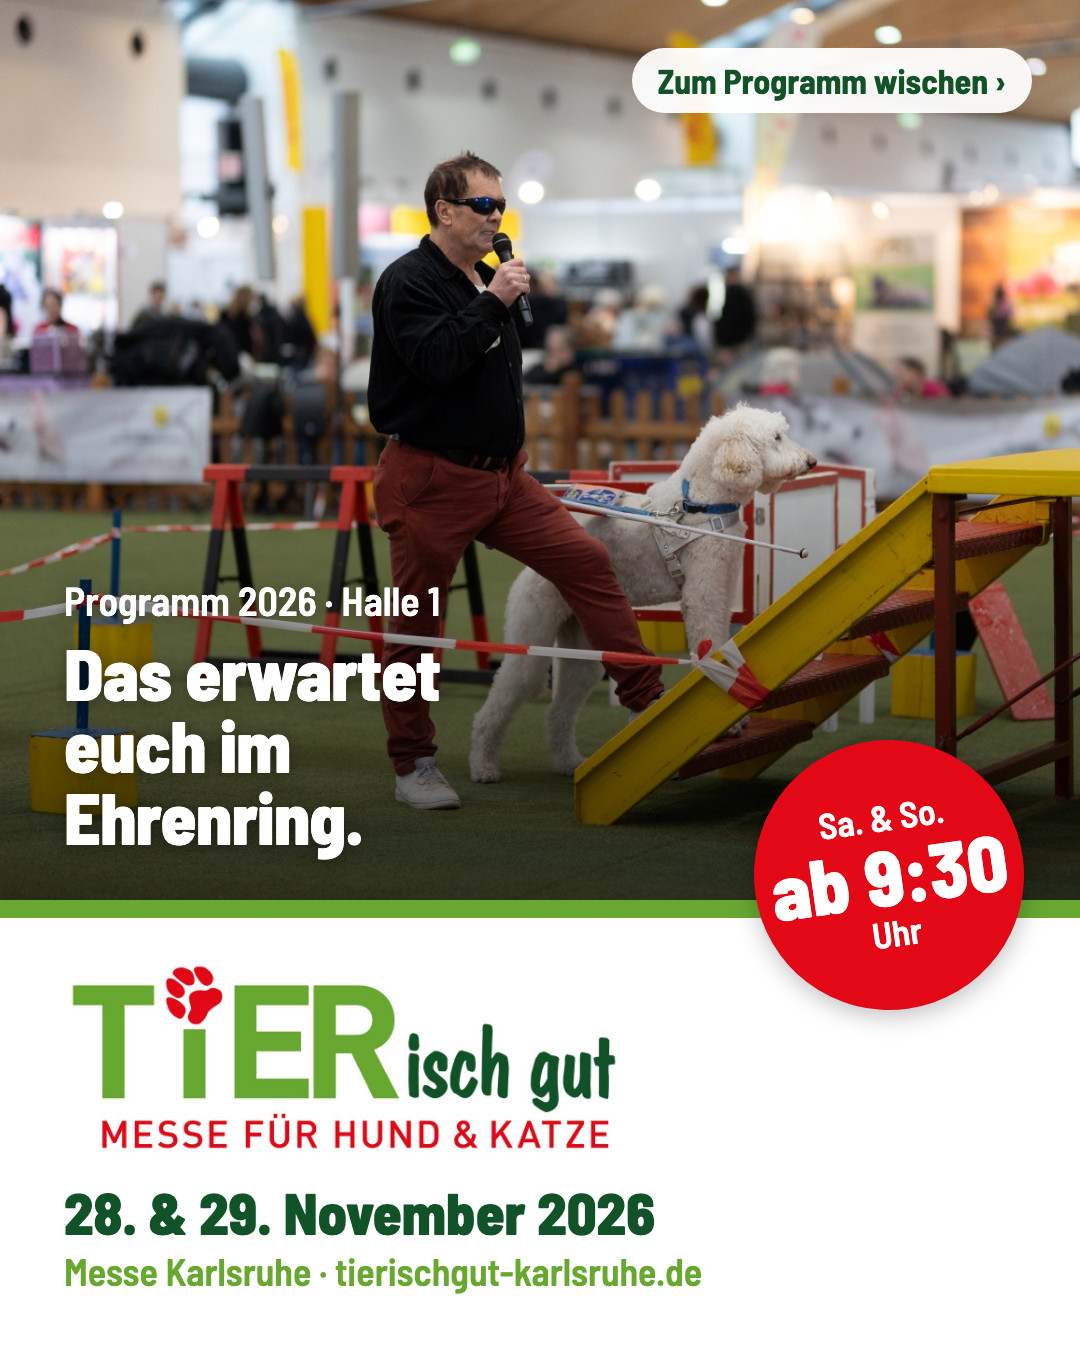 Zum Programm wischen ›
Programm 2026 · Halle 1
Das erwartet
euch im
Ehrenring.
Sa. & So.
ab 9:30
Uhr
TiERisch gut
MESSE FÜR HUND & KATZE
28. & 29. November 2026
Messe Karlsruhe · tierischgut-karlsruhe.de